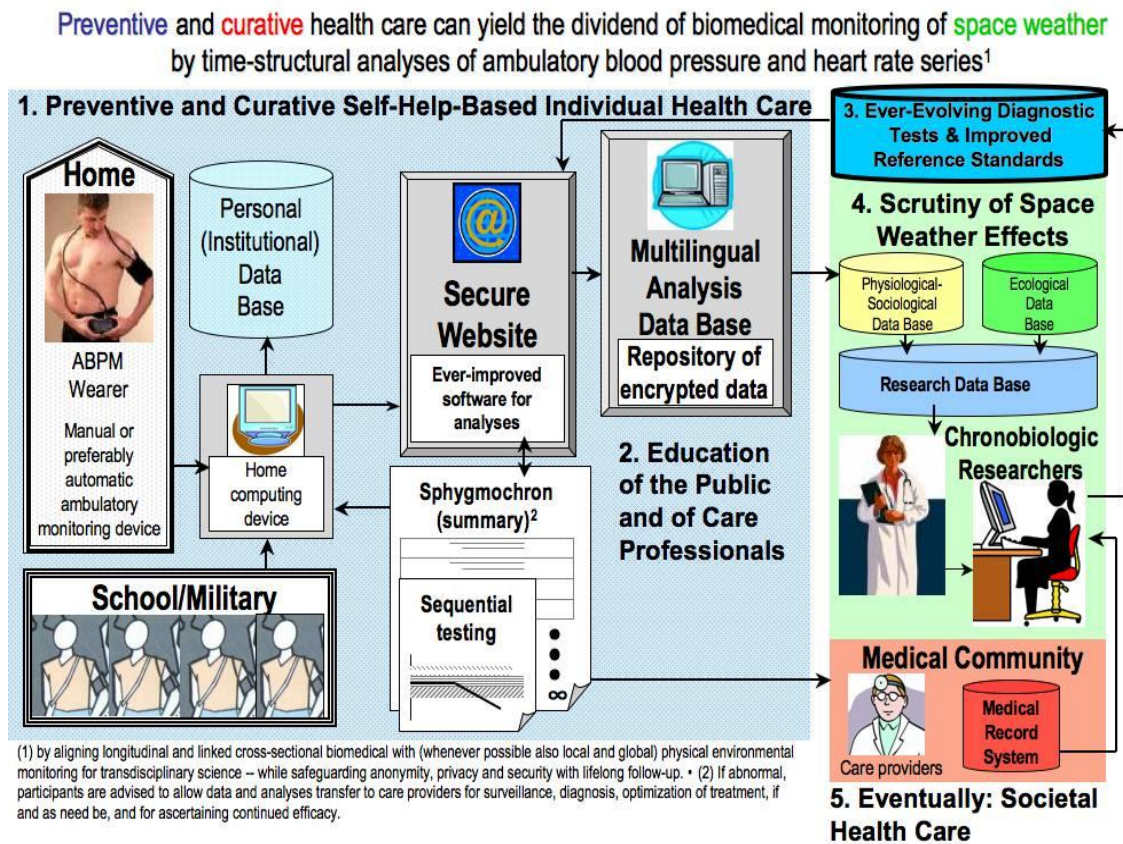 Preventive and curative health care can yield the dividend of biomedical monitoring of space weather
by time-structural analyses of ambulatory blood pressure and heart rate series1
1. Preventive and Curative Self-Help-Based Individual Health Care
Home
ABPM
Wearer
Manual or
preferably
automatic
ambulatory
monitoring device
Personal
(Institutional)
Data
Base
Home
computing
device
School/Military
@
Secure
Website
Ever-improved
software for
analyses
Sphygmochron
(summary)2
Sequential
testing
∞
Multilingual
Analysis
Data Base
Repository of
encrypted data
2. Education
of the Public
and of Care
Professionals
3. Ever-Evolving Diagnostic
Tests & Improved
Reference Standards
4. Scrutiny of Space
Weather Effects
Physiological-
Sociological
Data Base
Ecological
Data
Base
Research Data Base
Chronobiologic
Researchers
Medical Community
Care providers
Medical
Record
System
5. Eventually: Societal
Health Care
(1) by aligning longitudinal and linked cross-sectional biomedical with (whenever possible also local and global) physical environmental
monitoring for transdisciplinary science -- while safeguarding anonymity, privacy and security with lifelong follow-up. • (2) If abnormal,
participants are advised to allow data and analyses transfer to care providers for surveillance, diagnosis, optimization of treatment, if
and as need be, and for ascertaining continued efficacy.